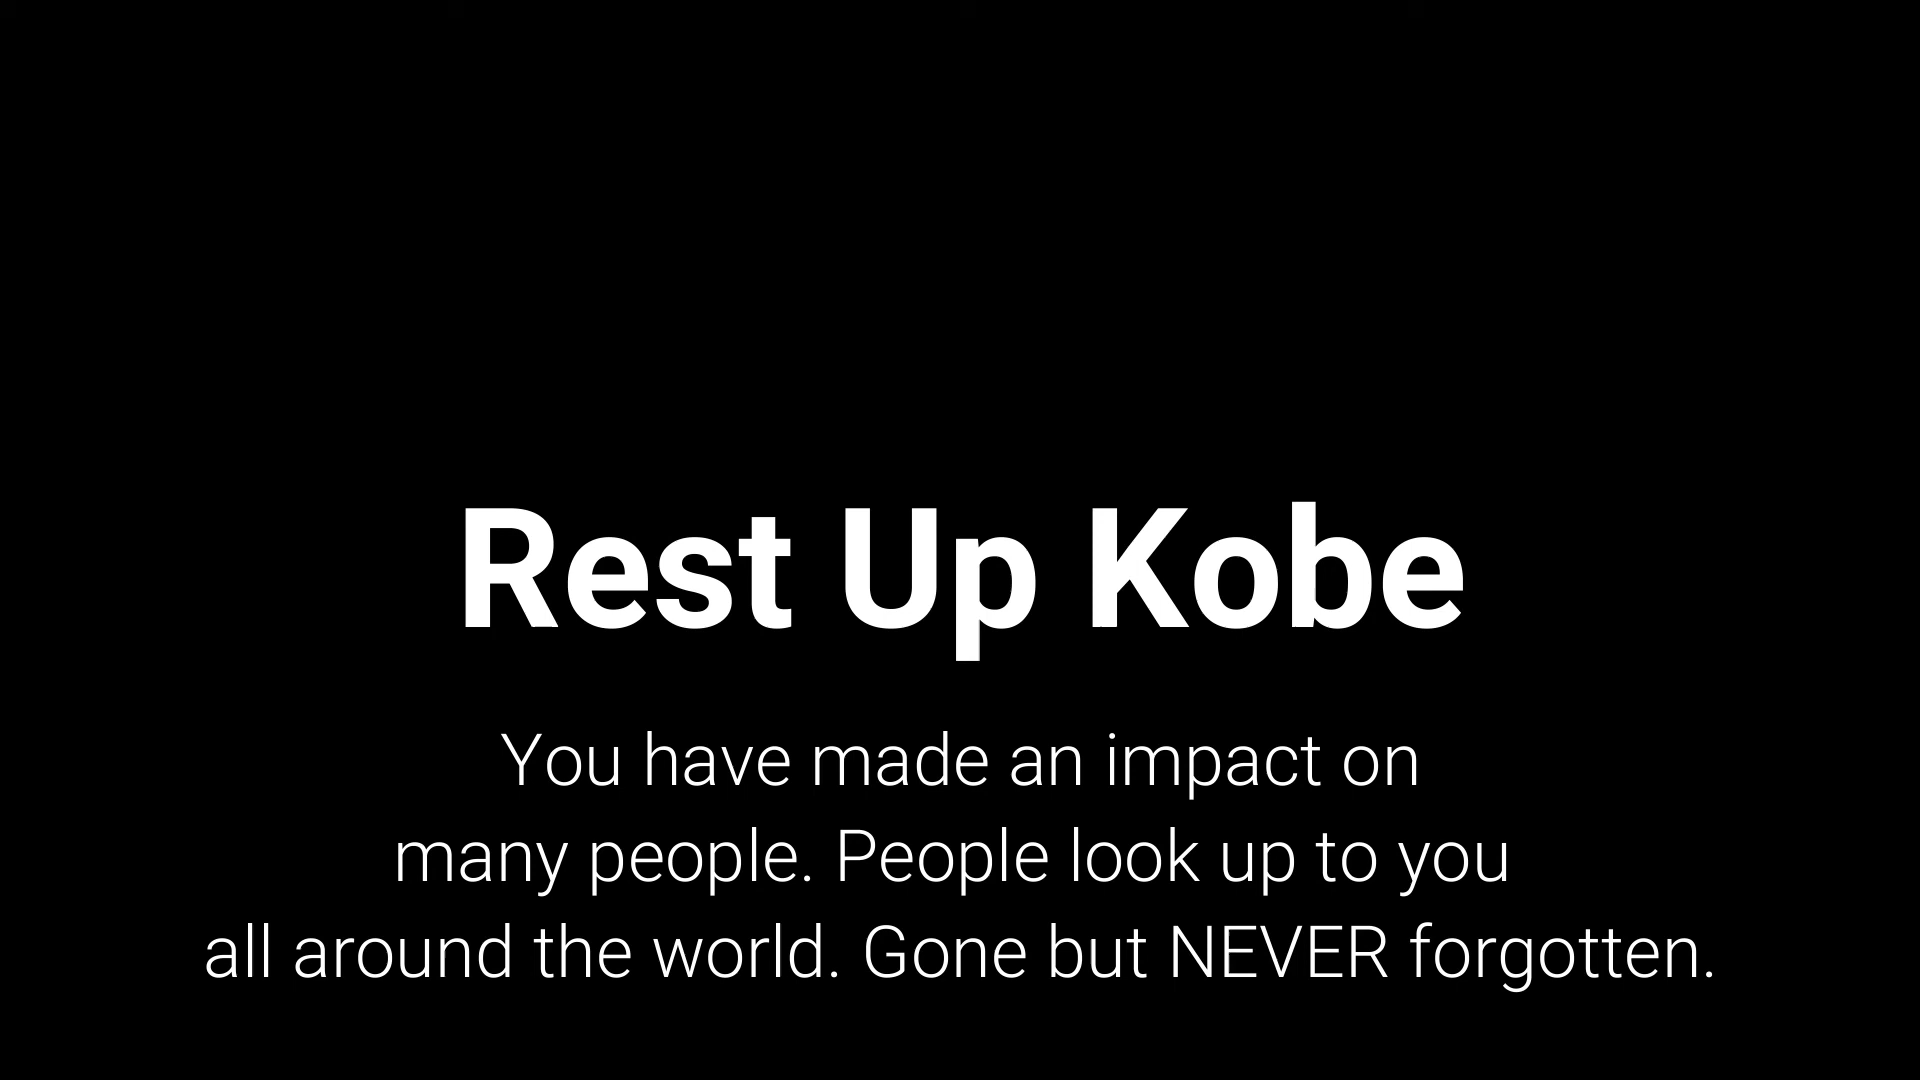 Rest Up Kobe
You have made an impact on
many people. People look up to you
all around the world. Gone but NEVER forgotten.